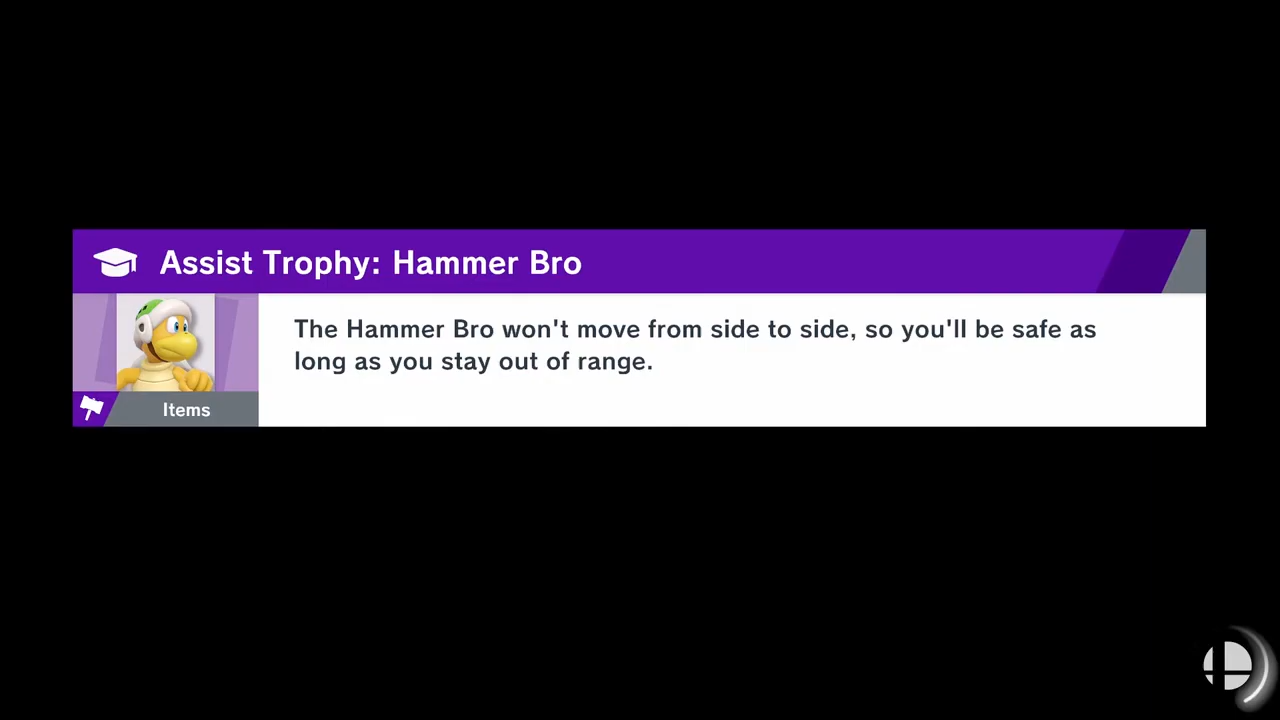 Assist Trophy: Hammer Bro
The Hammer Bro won't move from side to side, so you'll be safe as
long as you stay out of range.
Items